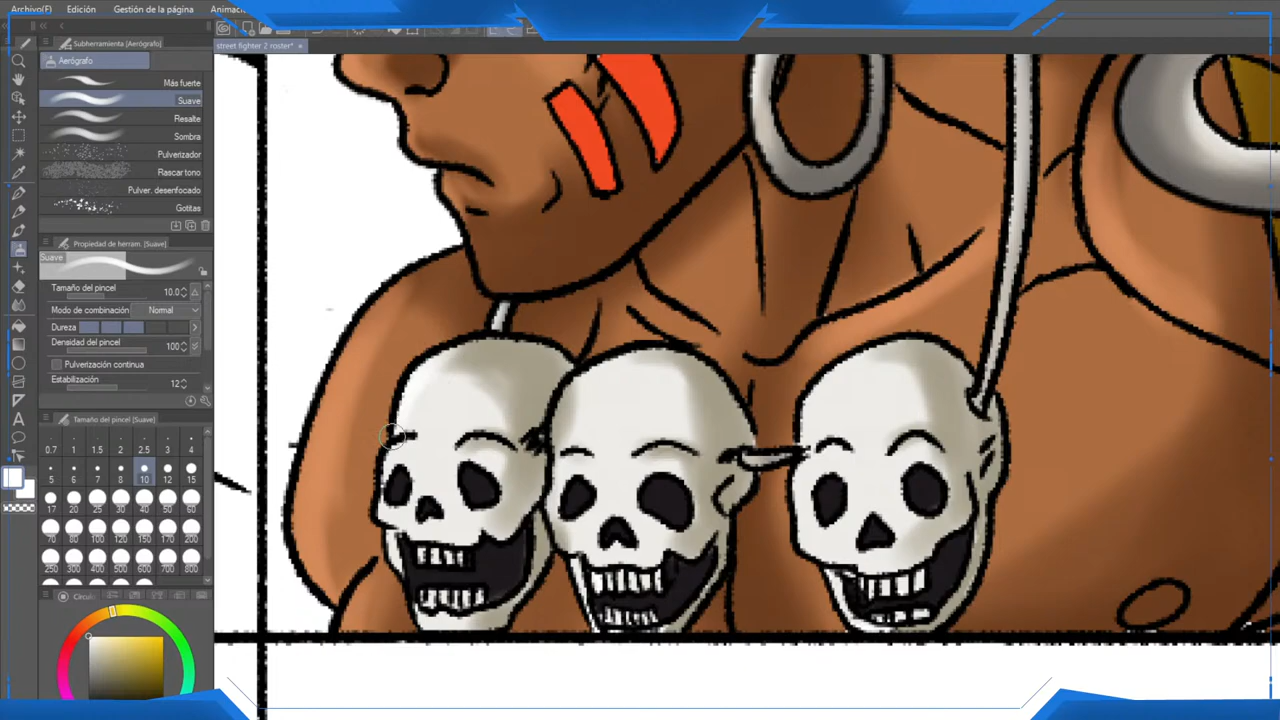 Archivo(F) Edición Gestión de la página Animac
Subherramienta [Aerógrafo]
street fighter 2 roster*
Aerógrafo
Más fuerte
Suave
Resalte
Sombra
Pulverizador
Rascar tono
Pulver. desenfocado
Gotitas
Propiedad de herram. [Suave]
Suave
Tamaño del pincel 10.0
Modo de combinación Normal
Dureza
Densidad del pincel 100
Pulverización continua
Estabilización 12
Tamaño del pincel [Suave]
0.7 1 1.5 2 2.5 3 4
5 6 7 8 10 12 15
17 20 25 30 40 50 60
70 80 100 120 150 170 200
250 300 400 500 600 700 800
Círculo